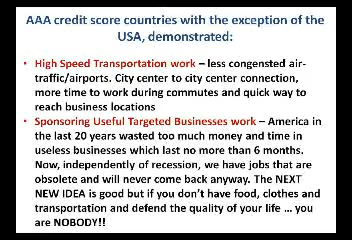 AAA credit score countries with the exception of the
USA, demonstrated:
• High Speed Transportation work – less congensted air-
traffic/airports. City center to city center connection,
more time to work during commutes and quick way to
reach business locations
• Sponsoring Useful Targeted Businesses work – America in
the last 20 years wasted too much money and time in
useless businesses which last no more than 6 months.
Now, independently of recession, we have jobs that are
obsolete and will never come back anyway. The NEXT
NEW IDEA is good but if you don't have food, clothes and
transportation and defend the quality of your life … you
are NOBODY!!